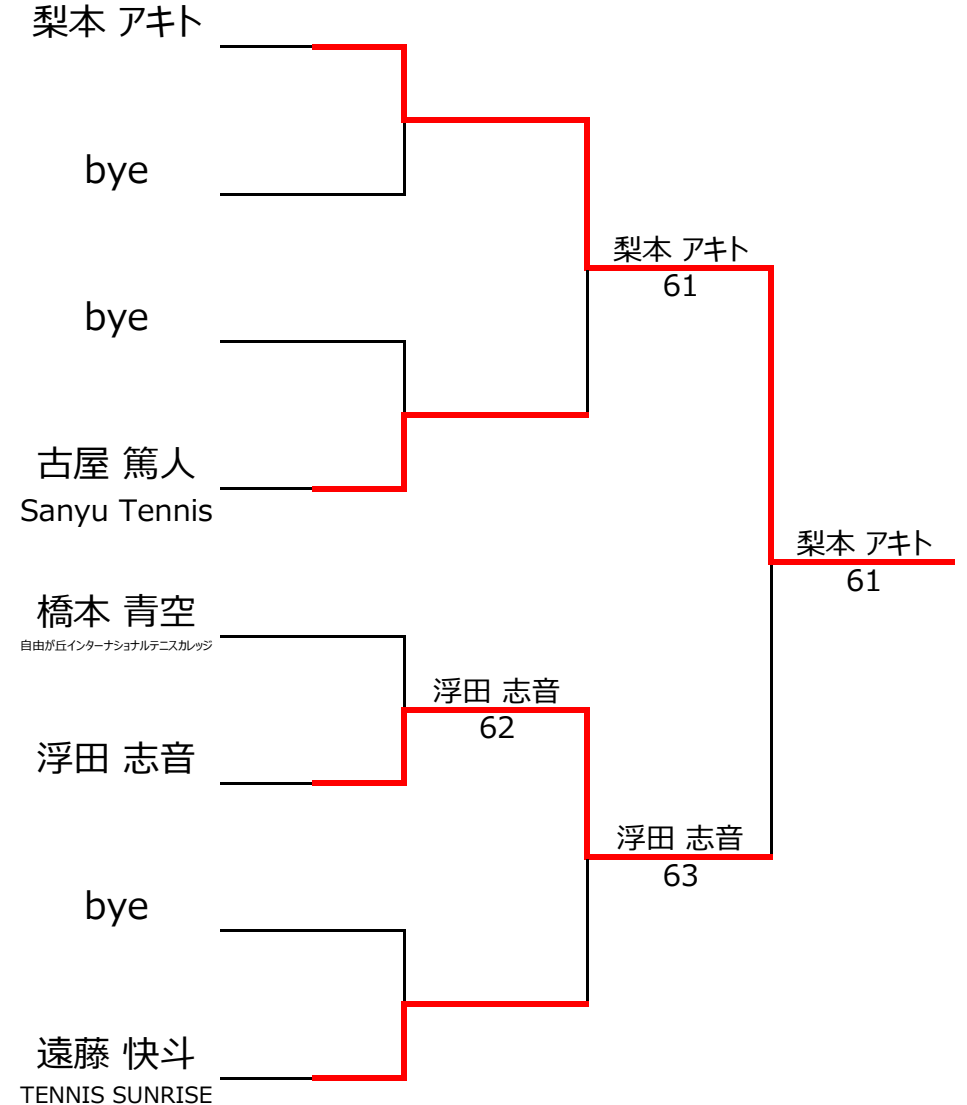 梨本 アキト
bye
bye
古屋 篤人
Sanyu Tennis
橋本 青空
自由が丘インターナショナルテニスカレッジ
浮田 志音
bye
遠藤 快斗
TENNIS SUNRISE
浮田 志音
62
梨本 アキト
61
浮田 志音
63
梨本 アキト
61